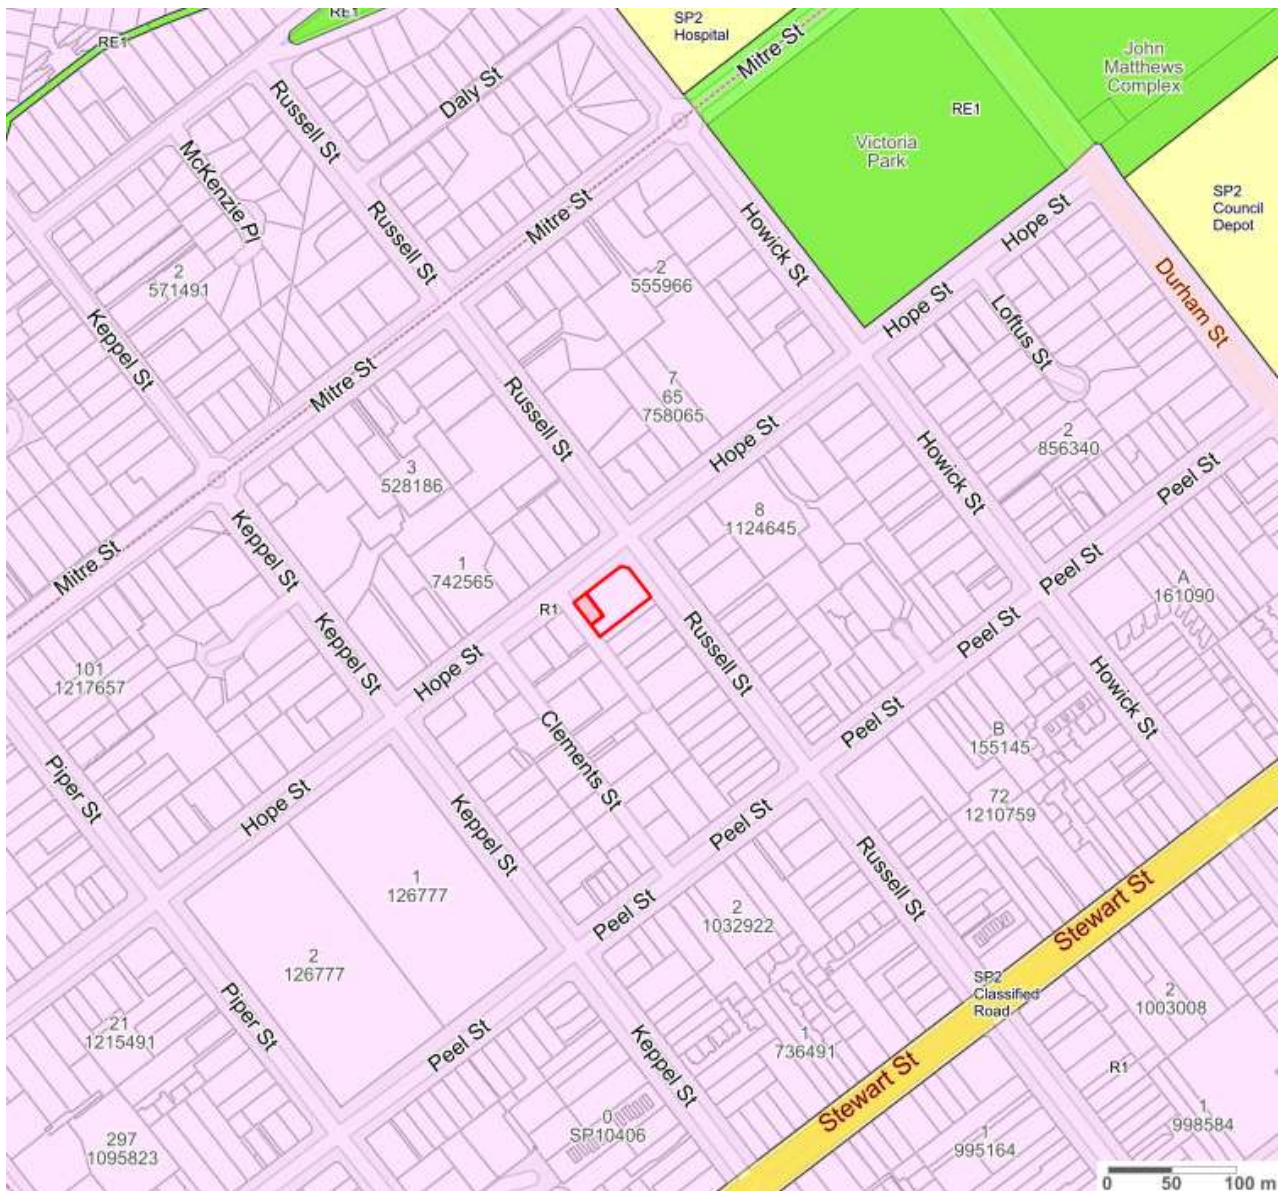 RE1
SP2
Hospital
RE1
Mitre St
John
Matthews
Complex
Daly St
Russell St
RE1
Victoria
Park
McKenzie Pl
SP2
Council
Depot
Russell St
Mitre St
Howick St
Hope St
2
571491
2
555966
Durham St
Hope St
Loftus St
Keppel St
Mitre St
Russell St
7
65
758065
Hope St
2
856340
3
528186
Howick St
Peel St
8
1124645
Keppel St
Mitre St
1
742565
Peel St
A
161090
R1
Keppel St
Russell St
Peel St
Hope St
101
1217657
Howick St
Peel St
Clements St
B
155145
Piper St
Hope St
Keppel St
72
1210759
Peel St
Russell St
1
126777
Stewart St
Peel St
2
1032922
2
126777
SP2
Classified
Road
2
1003008
Piper St
21
1215491
Peel St
Keppel St
1
736491
Stewart St
R1
0
SP10406
1
998584
297
1095823
1
995164
0 50 100 m